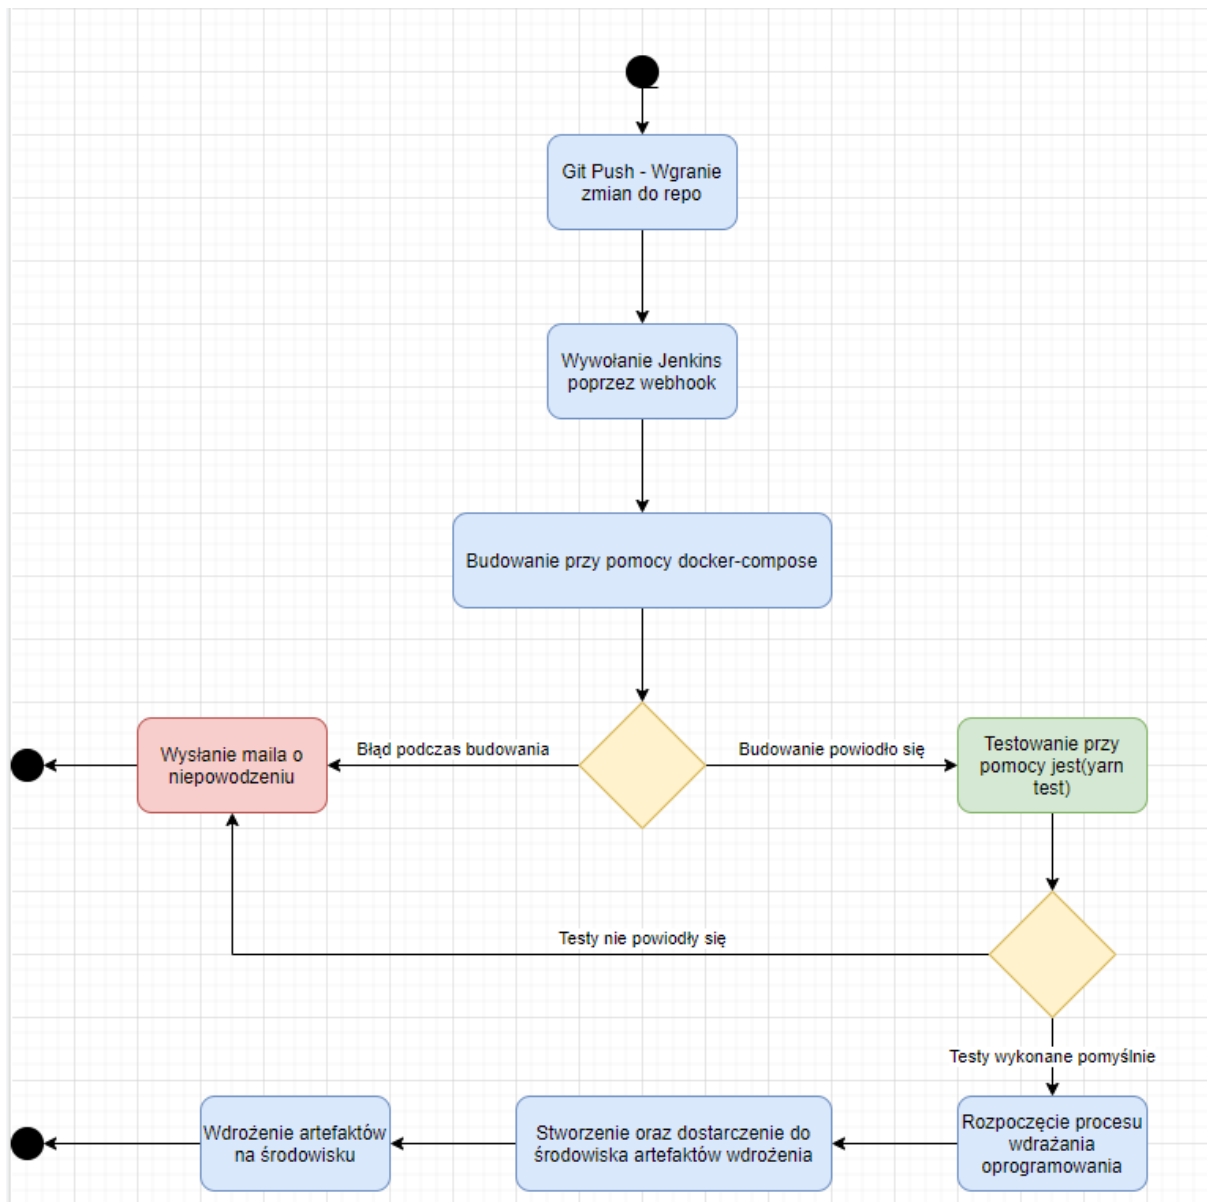 Git Push - Wgranie
zmian do repo
Wywołanie Jenkins
poprzez webhook
Budowanie przy pomocy docker-compose
Wysłanie maila o
niepowodzeniu
Błąd podczas budowania
Budowanie powiodło się
Testowanie przy
pomocy jest(yarn
test)
Testy nie powiodły się
Testy wykonane pomyślnie
Wdrożenie artefaktów
na środowisku
Stworzenie oraz dostarczenie do
środowiska artefaktów wdrożenia
Rozpoczęcie procesu
wdrażania
oprogramowania